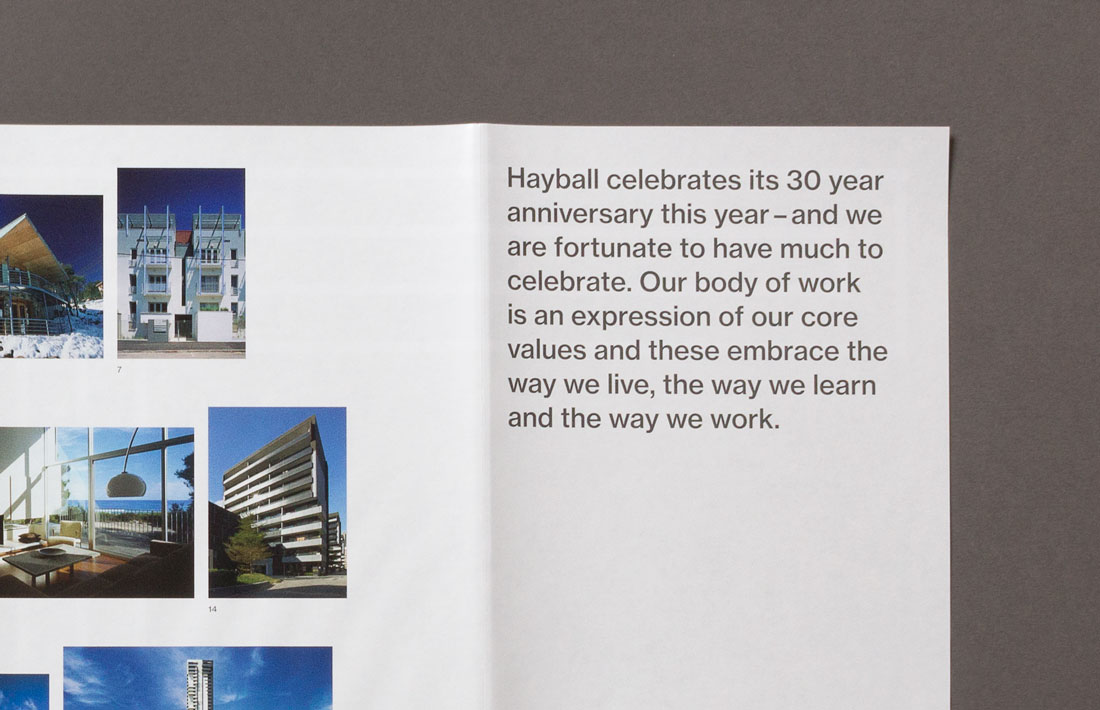 Hayball celebrates its 30 year
anniversary this year – and we
are fortunate to have much to
celebrate. Our body of work
is an expression of our core
values and these embrace the
way we live, the way we learn
and the way we work.
7
14